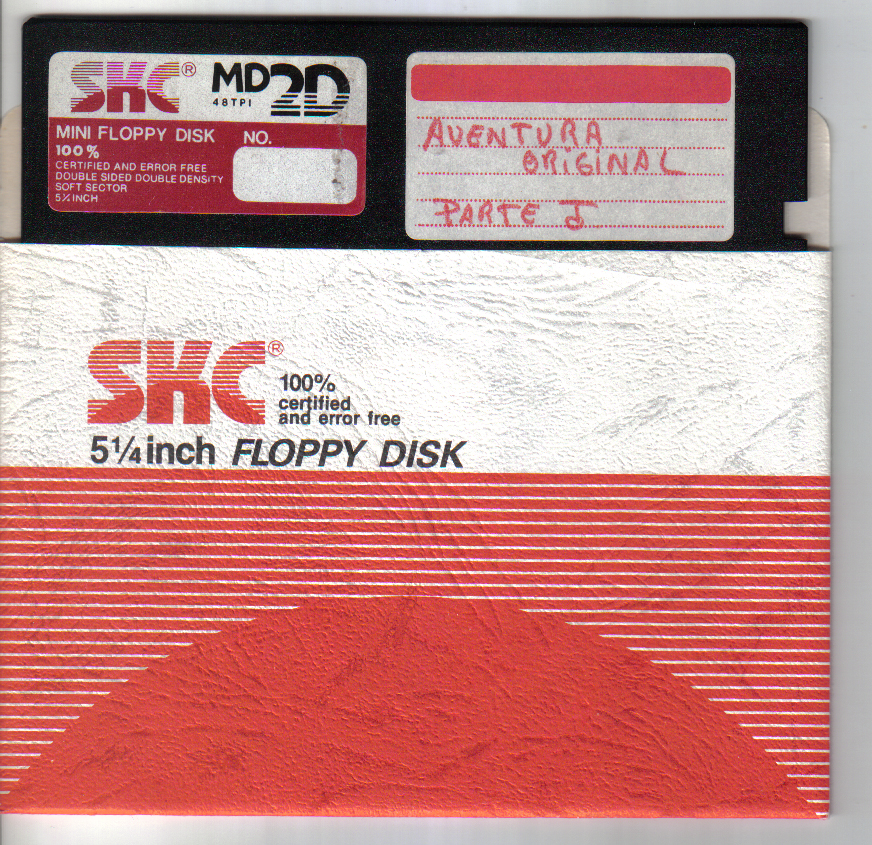 SKC® MD2D
48TPI
MINI FLOPPY DISK NO.
100%
CERTIFIED AND ERROR FREE
DOUBLE SIDED DOUBLE DENSITY
SOFT SECTOR
5¼INCH
AVENTURA
ORIGINAL
PARTE I
SKC®
100%
certified
and error free
5¼inch FLOPPY DISK